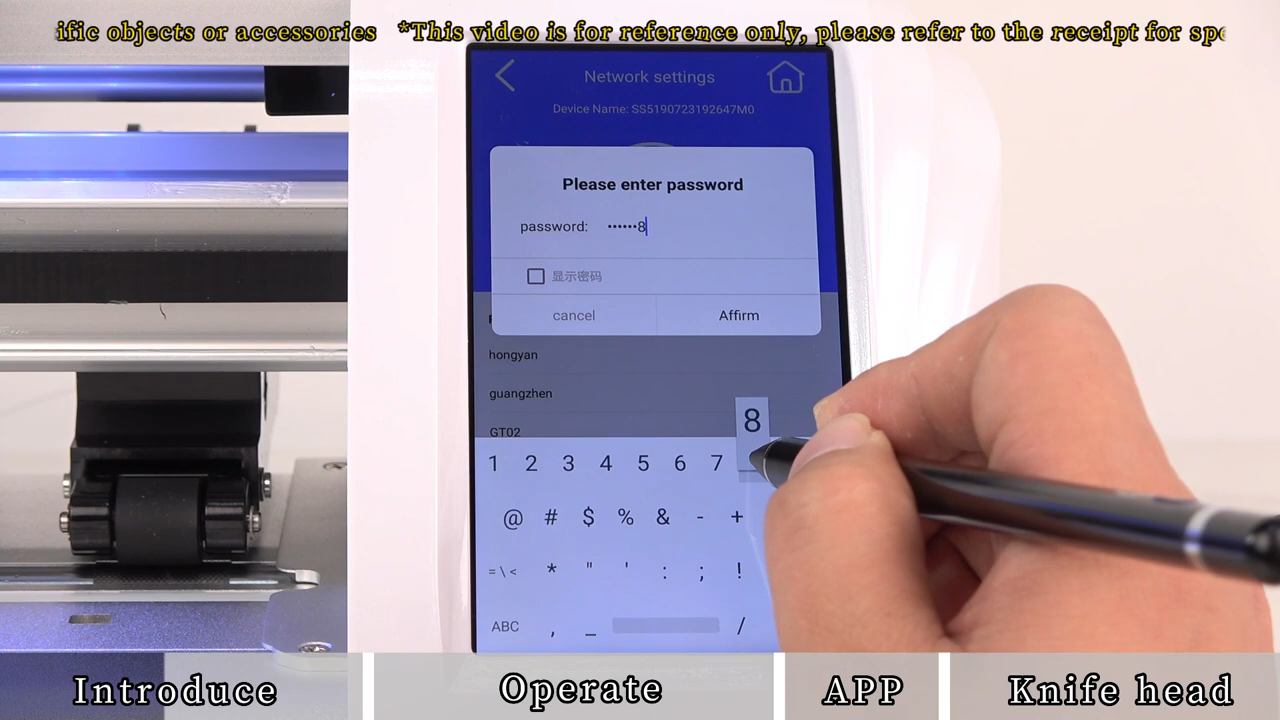 ific objects or accessories *This video is for reference only, please refer to the receipt for spe
Network settings
Device Name: SS5190723192647M0
Please enter password
password: ••••••8
显示密码
cancel Affirm
hongyan
guangzhen
GT02
8
1 2 3 4 5 6 7
@ # $ % & - +
= \ < * " ' : ; !
ABC , _ /
Introduce Operate APP Knife head